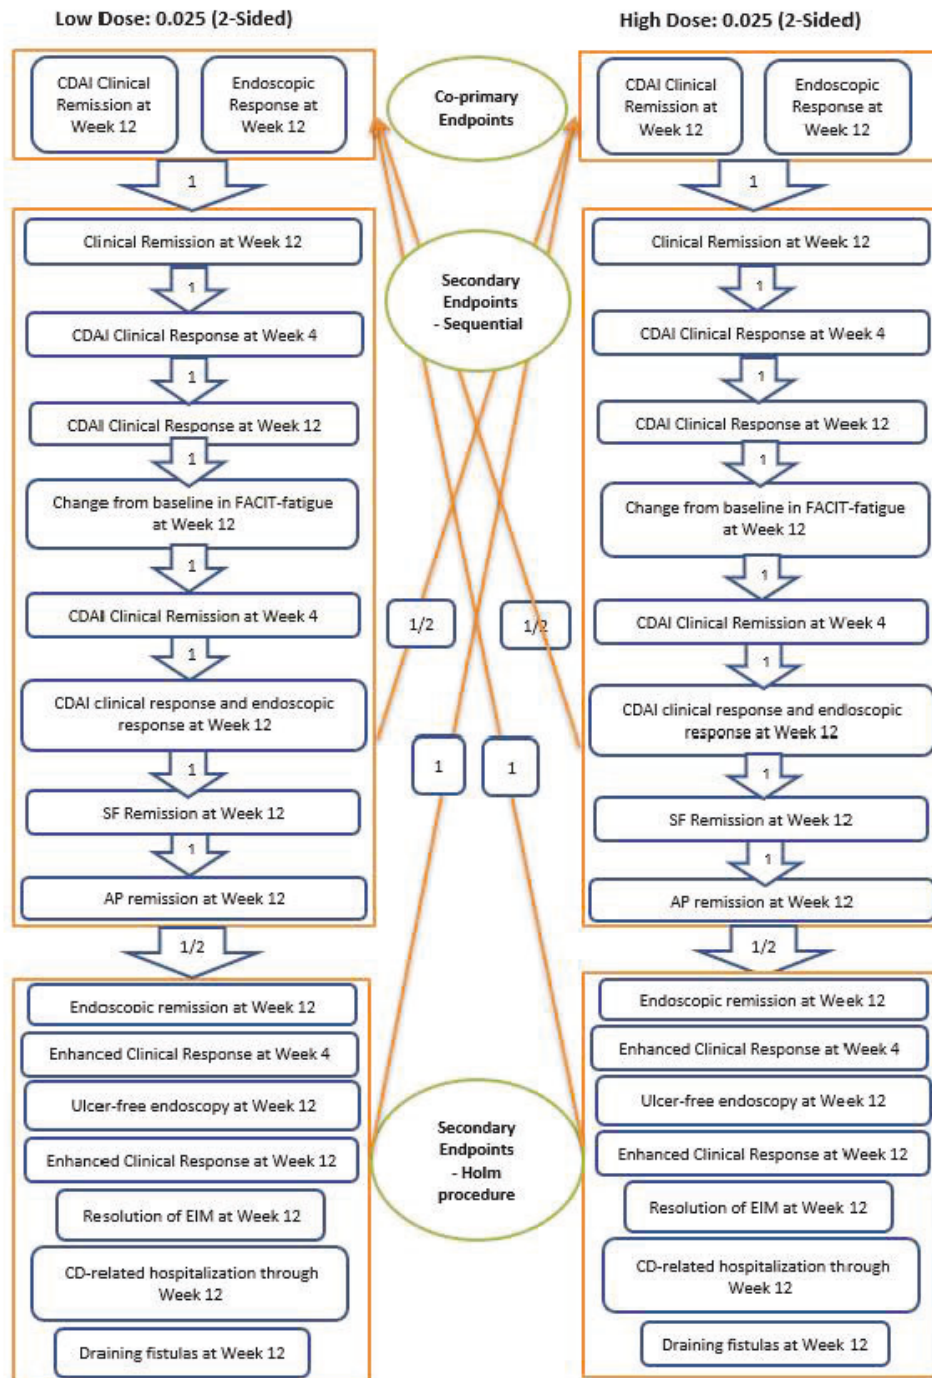 Low Dose: 0.025 (2-Sided)
CDAI Clinical
Remission at
Week 12
Endoscopic
Response at
Week 12
1
Clinical Remission at Week 12
1
CDAI Clinical Response at Week 4
1
CDAI Clinical Response at Week 12
1
Change from baseline in FACIT-fatigue
at Week 12
1
CDAI Clinical Remission at Week 4
1
CDAI clinical response and endoscopic
response at Week 12
1
SF Remission at Week 12
1
AP remission at Week 12
1/2
Endoscopic remission at Week 12
Enhanced Clinical Response at Week 4
Ulcer-free endoscopy at Week 12
Enhanced Clinical Response at Week 12
Resolution of EIM at Week 12
CD-related hospitalization through
Week 12
Draining fistulas at Week 12
Co-primary
Endpoints
Secondary
Endpoints
- Sequential
1/2
1/2
1
1
Secondary
Endpoints
- Holm
procedure
High Dose: 0.025 (2-Sided)
CDAI Clinical
Remission at
Week 12
Endoscopic
Response at
Week 12
1
Clinical Remission at Week 12
1
CDAI Clinical Response at Week 4
1
CDAI Clinical Response at Week 12
1
Change from baseline in FACIT-fatigue
at Week 12
1
CDAI Clinical Remission at Week 4
1
CDAI clinical response and endoscopic
response at Week 12
1
SF Remission at Week 12
1
AP remission at Week 12
1/2
Endoscopic remission at Week 12
Enhanced Clinical Response at Week 4
Ulcer-free endoscopy at Week 12
Enhanced Clinical Response at Week 12
Resolution of EIM at Week 12
CD-related hospitalization through
Week 12
Draining fistulas at Week 12